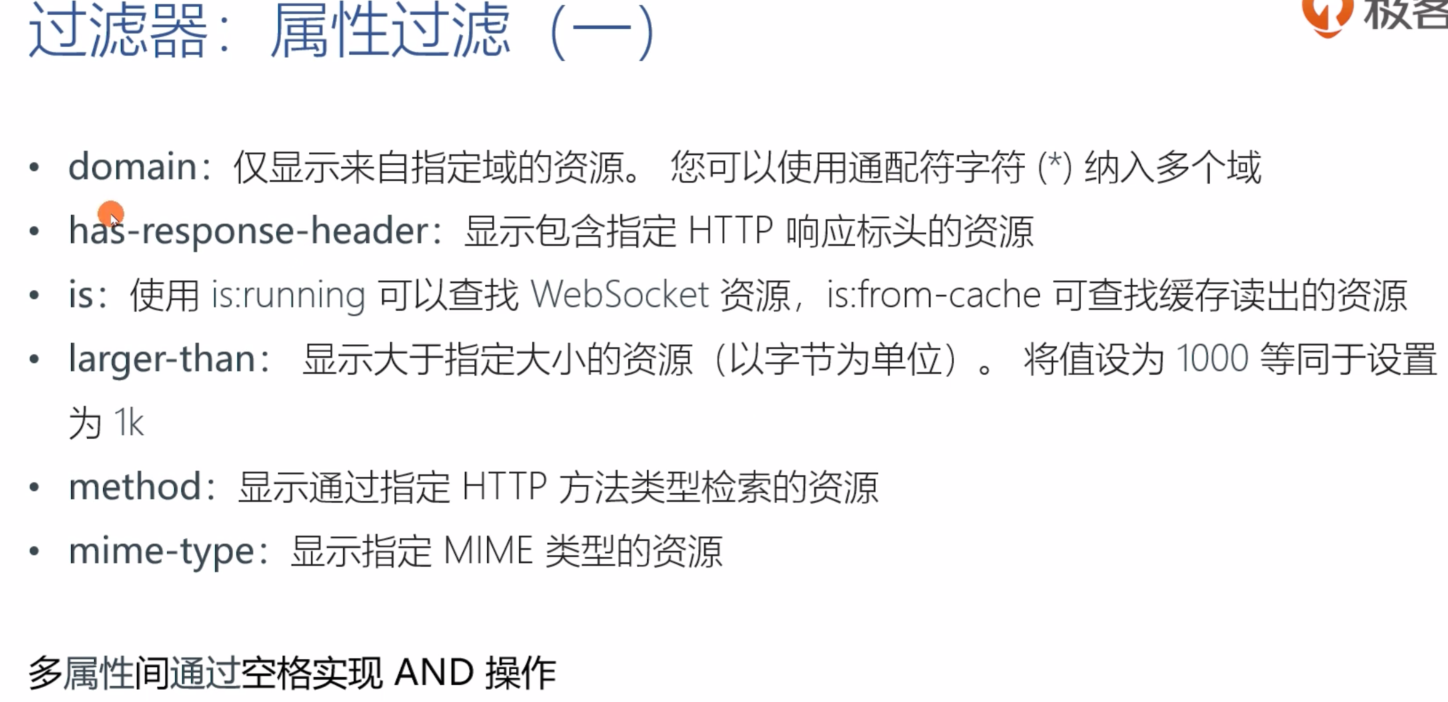 过滤器：属性过滤（一）
极客
• domain：仅显示来自指定域的资源。 您可以使用通配符字符 (*) 纳入多个域
• has-response-header：显示包含指定 HTTP 响应标头的资源
• is：使用 is:running 可以查找 WebSocket 资源，is:from-cache 可查找缓存读出的资源
• larger-than： 显示大于指定大小的资源（以字节为单位）。 将值设为 1000 等同于设置
为 1k
• method：显示通过指定 HTTP 方法类型检索的资源
• mime-type：显示指定 MIME 类型的资源
多属性间通过空格实现 AND 操作